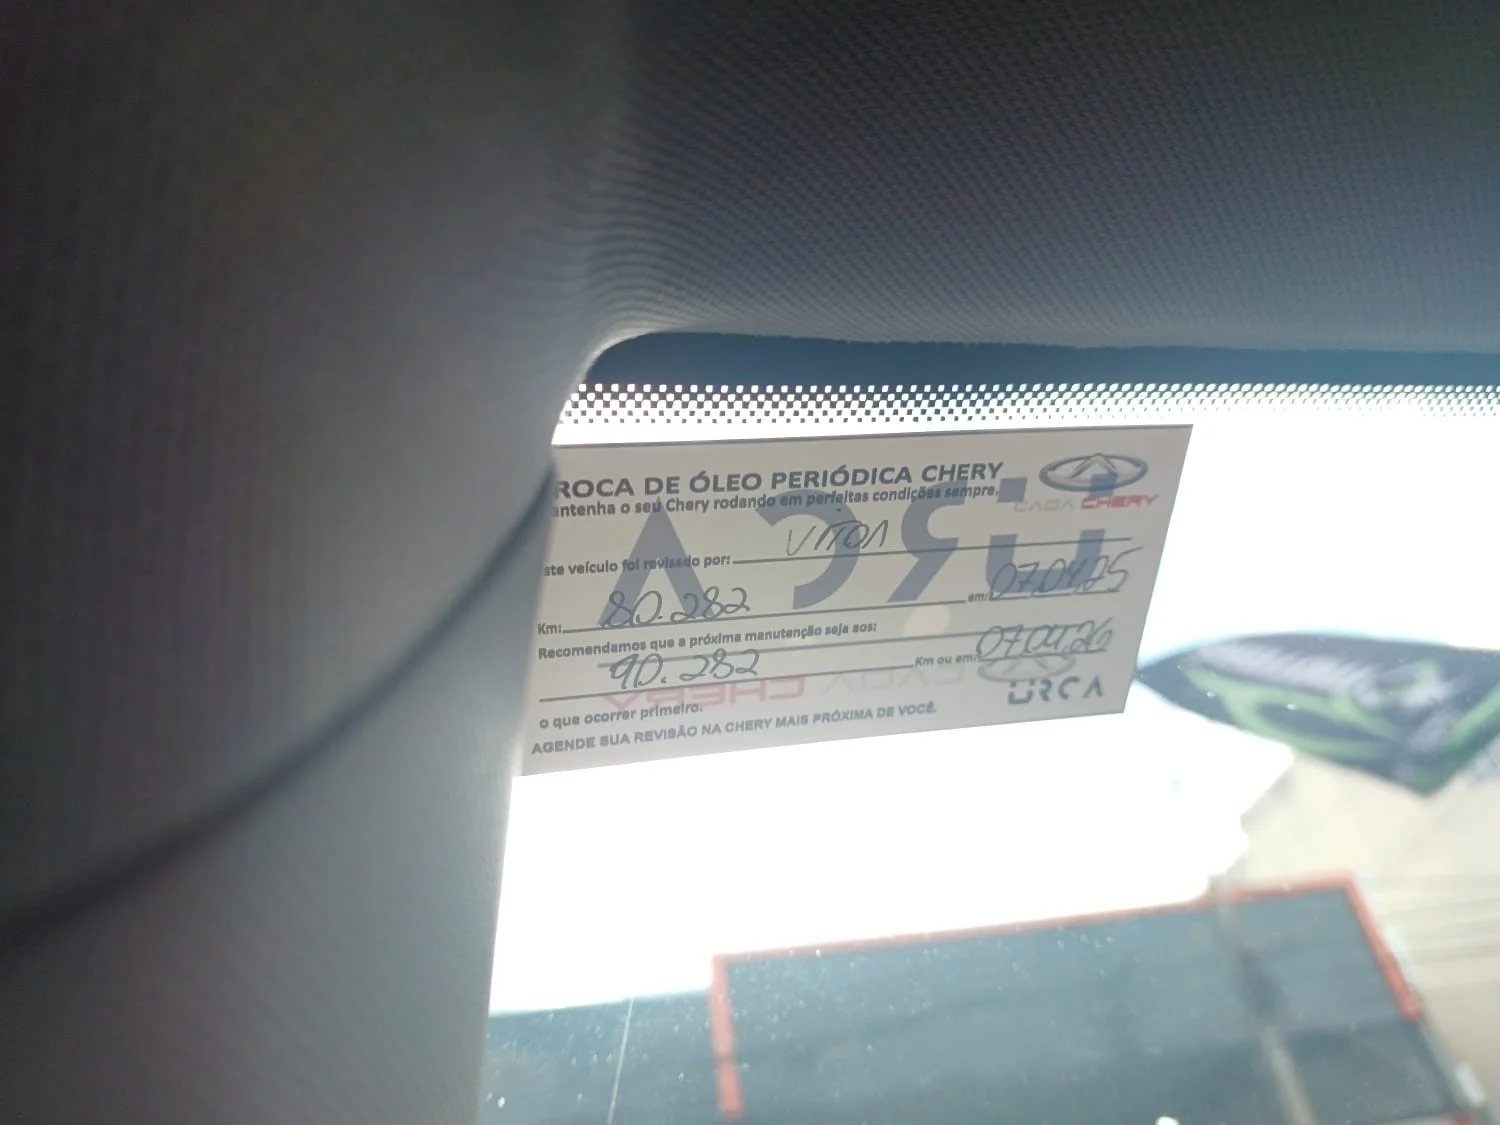 ROCA DE ÓLEO PERIÓDICA CHERY
antenha o seu Chery rodando em perfeitas condições sempre.
CAOA CHERY
ste veículo foi revisado por: VITOR
Km: 80.282 em: 07.04.25
Recomendamos que a próxima manutenção seja aos:
90.282 Km ou em: 07.04.26
o que ocorrer primeiro.
URCA
AGENDE SUA REVISÃO NA CHERY MAIS PRÓXIMA DE VOCÊ.